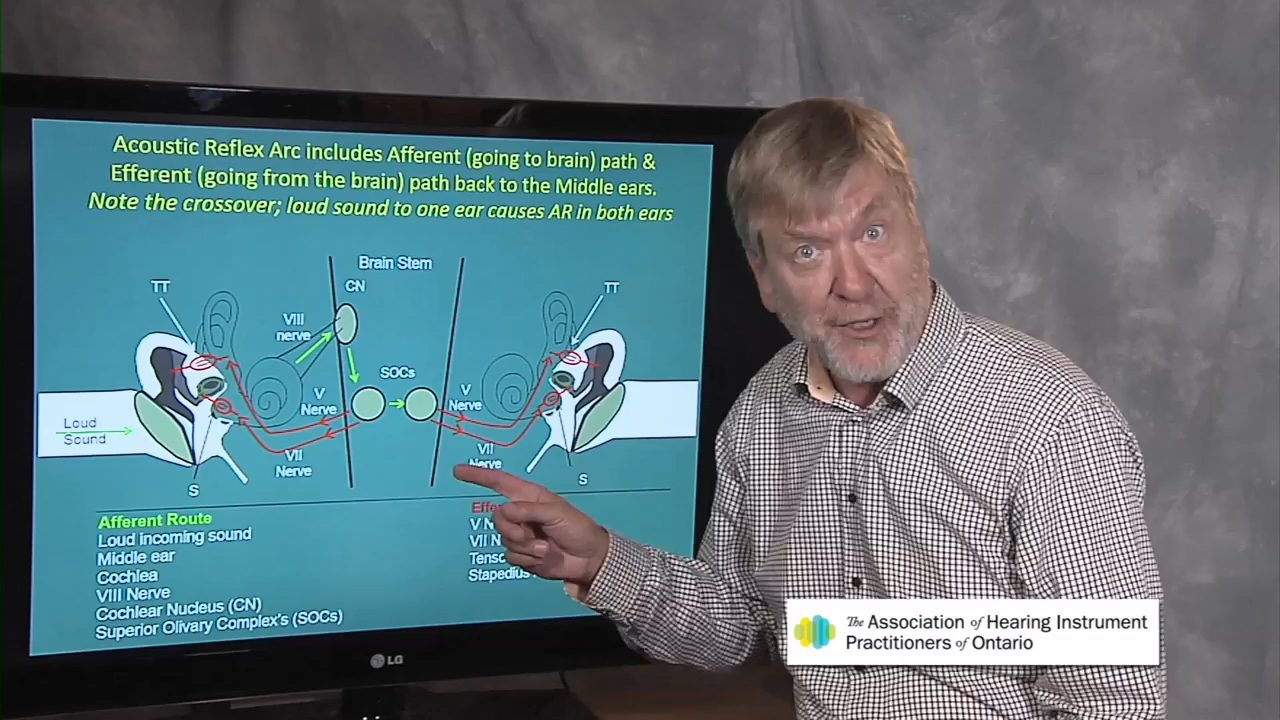 Acoustic Reflex Arc includes Afferent (going to brain) path &
Efferent (going from the brain) path back to the Middle ears.
Note the crossover; loud sound to one ear causes AR in both ears
Brain Stem
TT
CN
TT
VIII
nerve
SOCs
V
Nerve
V
Nerve
Loud
Sound
VII
Nerve
VII
Nerve
S
S
Afferent Route
Loud incoming sound
Middle ear
Cochlea
VIII Nerve
Cochlear Nucleus (CN)
Superior Olivary Complex's (SOCs)
V
VII
Stapedius
LG
The Association of Hearing Instrument
Practitioners of Ontario